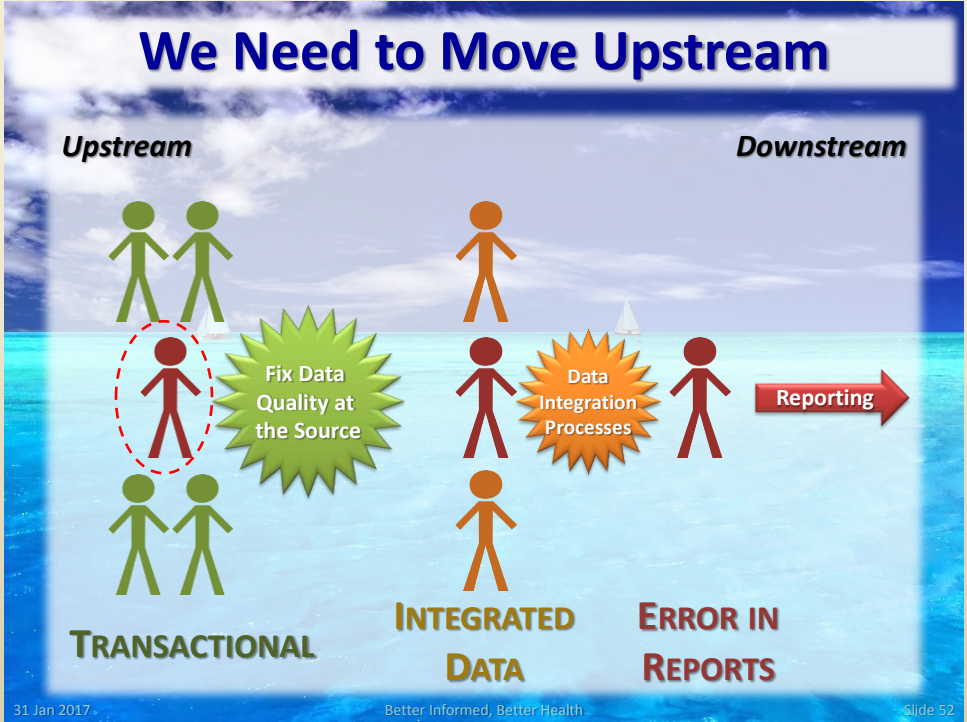 We Need to Move Upstream
Upstream
Downstream
Fix Data
Quality at
the Source
Data
Integration
Processes
Reporting
TRANSACTIONAL
INTEGRATED
DATA
ERROR IN
REPORTS
31 Jan 2017
Better Informed, Better Health
Slide 52